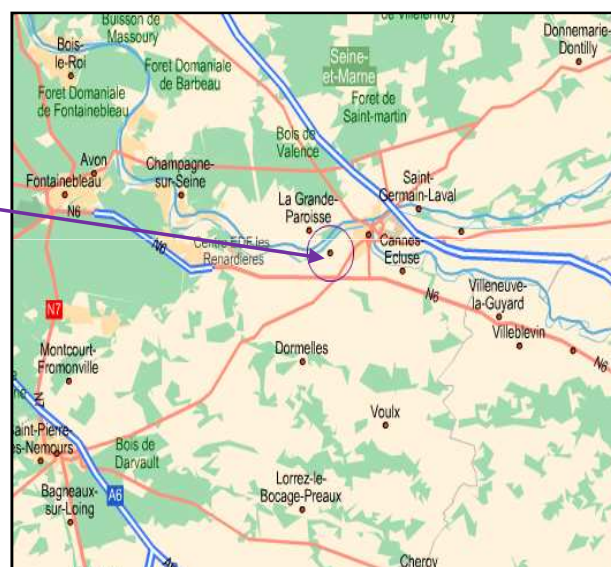 Buisson de
Massoury
de Villefermoy
Donnemarie-
Dontilly
Bois-
le-Roi
Foret Domaniale
de Barbeau
Seine-
et-Marne
Foret Domaniale
de Fontainebleau
Foret de
Saint-martin
Bois de
Valence
Avon
Champagne-
sur-Seine
Saint-
Germain-Laval
Fontainebleau
La Grande-
Paroisse
N6
N6
Centre EDF les
Renardieres
Cannes-
Ecluse
Villeneuve-
la-Guyard
N6
N7
Villeblevin
N6
Montcourt-
Fromonville
Dormelles
N7
Voulx
Saint-Pierre-
les-Nemours
Bois de
Darvault
Lorrez-le-
Bocage-Preaux
Bagneaux-
sur-Loing
A6
Cheroy